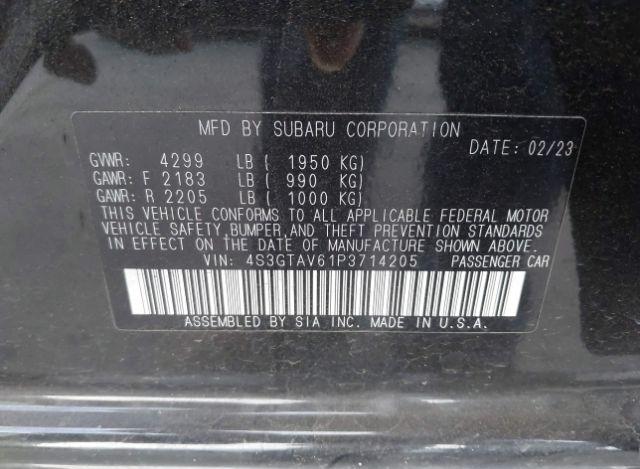 MFD BY SUBARU CORPORATION
DATE: 02/23
GVWR: 4299 LB ( 1950 KG)
GAWR: F 2183 LB ( 990 KG)
GAWR: R 2205 LB ( 1000 KG)
THIS VEHICLE CONFORMS TO ALL APPLICABLE FEDERAL MOTOR
VEHICLE SAFETY, BUMPER, AND THEFT PREVENTION STANDARDS
IN EFFECT ON THE DATE OF MANUFACTURE SHOWN ABOVE.
VIN: 4S3GTAV61P3714205 PASSENGER CAR
ASSEMBLED BY SIA INC. MADE IN U.S.A.